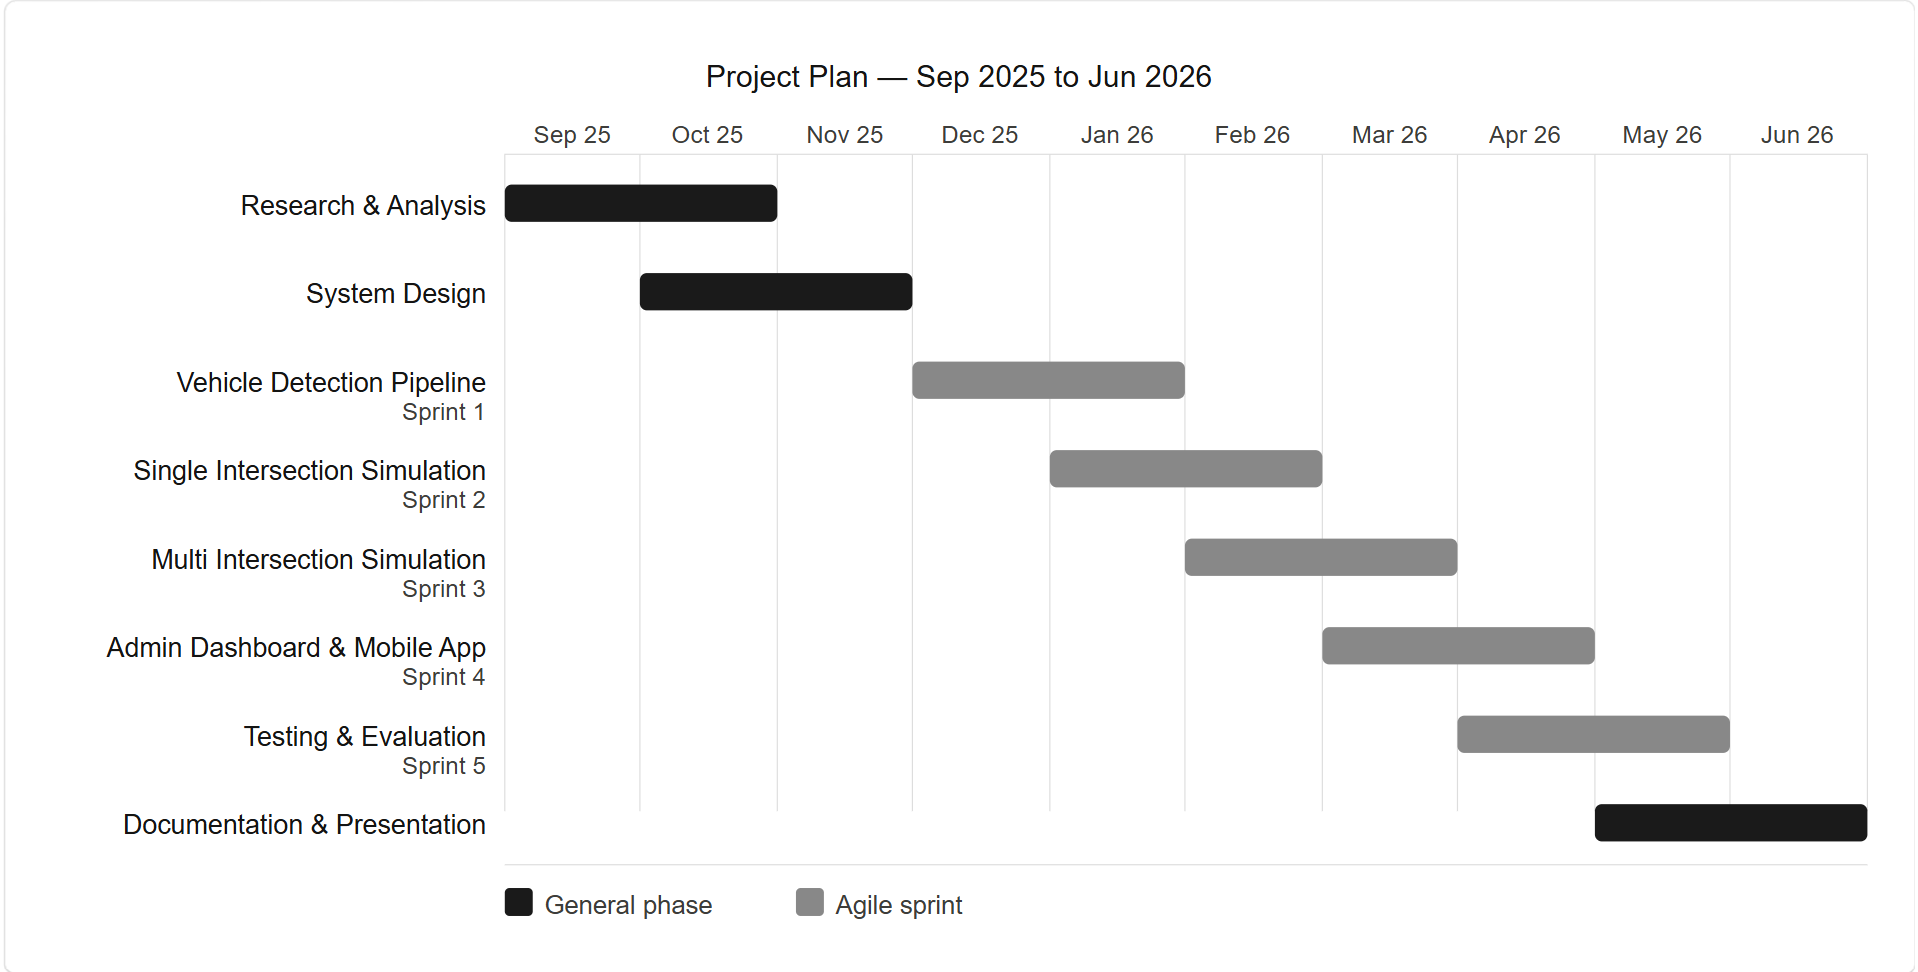 Project Plan — Sep 2025 to Jun 2026
Sep 25 Oct 25 Nov 25 Dec 25 Jan 26 Feb 26 Mar 26 Apr 26 May 26 Jun 26
Research & Analysis
System Design
Vehicle Detection Pipeline
Sprint 1
Single Intersection Simulation
Sprint 2
Multi Intersection Simulation
Sprint 3
Admin Dashboard & Mobile App
Sprint 4
Testing & Evaluation
Sprint 5
Documentation & Presentation
General phase Agile sprint